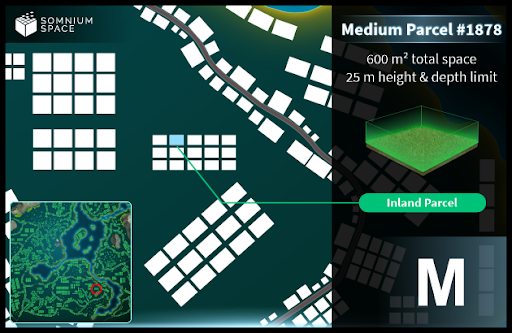 SOMNIUM
SPACE
Medium Parcel #1878
600 m² total space
25 m height & depth limit
Inland Parcel
M